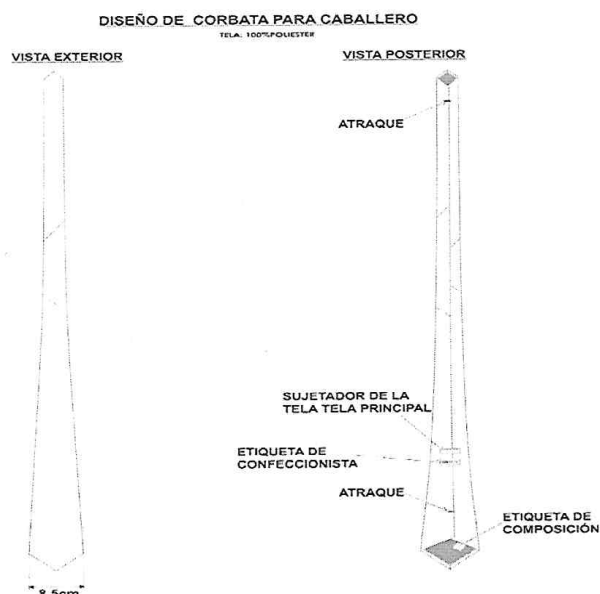 DISEÑO DE CORBATA PARA CABALLERO
TELA: 100%POLIESTER
VISTA EXTERIOR
VISTA POSTERIOR
ATRAQUE
SUJETADOR DE LA
TELA TELA PRINCIPAL
ETIQUETA DE
CONFECCIONISTA
ATRAQUE
ETIQUETA DE
COMPOSICIÓN
8.5cm